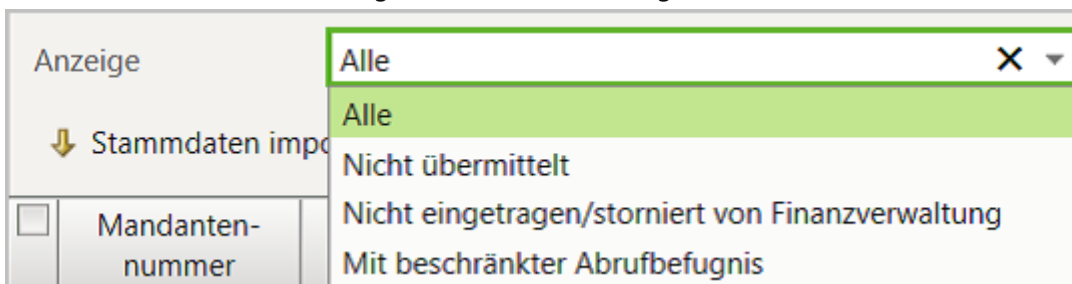 Anzeige
Alle
Alle
Stammdaten impo
Nicht übermittelt
Nicht eingetragen/storniert von Finanzverwaltung
Mandanten-
nummer
Mit beschränkter Abrufbefugnis